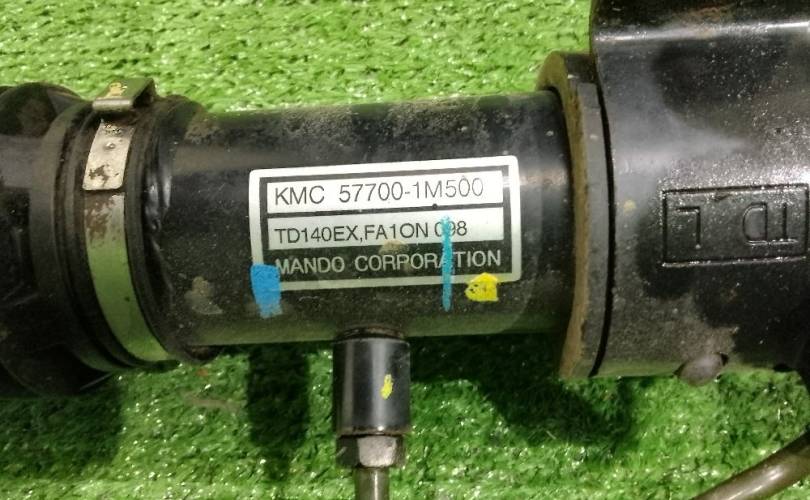 KMC 57700-1M500
TD140EX,FA1ON 098
MANDO CORPORATION
TD L